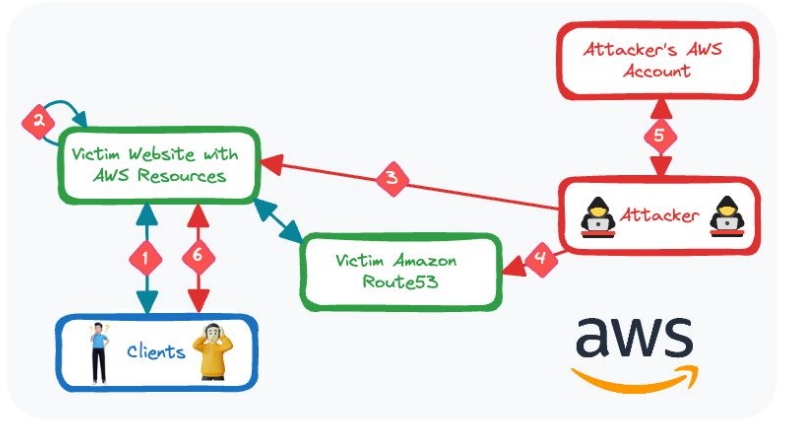 Attacker's AWS
Account
2
Victim Website with
AWS Resources
5
3
Attacker
1
6
4
Victim Amazon
Route53
Clients
aws